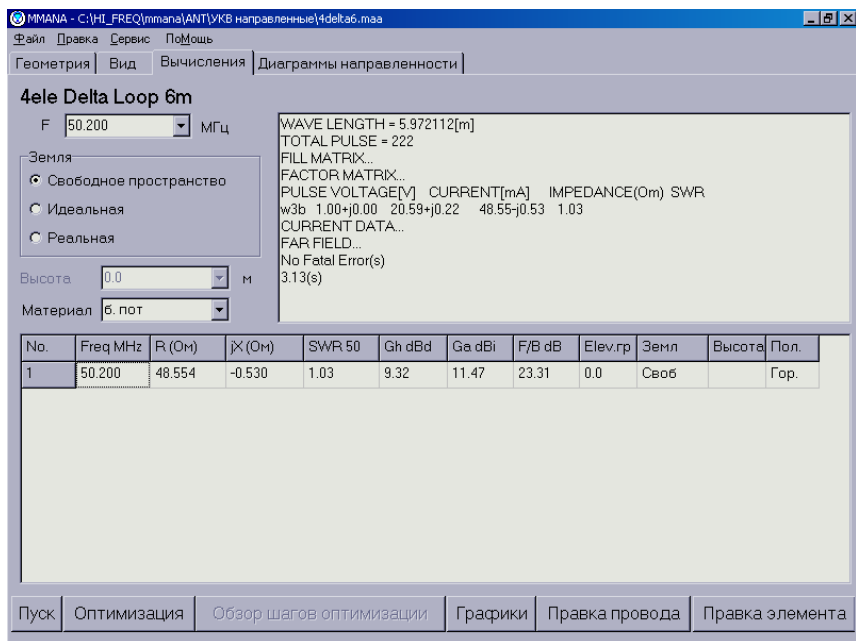 MMANA - C:\HI_FREQ\mmana\ANT\УКВ направленные\4delta6.maa
Файл Правка Сервис ПоМощь
Геометрия Вид Вычисления Диаграммы направленности
4ele Delta Loop 6m
F 50.200 МГц
Земля
Свободное пространство
Идеальная
Реальная
Высота 0.0 м
Материал б. пот
WAVE LENGTH = 5.972112[m]
TOTAL PULSE = 222
FILL MATRIX...
FACTOR MATRIX...
PULSE VOLTAGE[V] CURRENT[mA] IMPEDANCE(Om) SWR
w3b 1.00+j0.00 20.59+j0.22 48.55-j0.53 1.03
CURRENT DATA...
FAR FIELD...
No Fatal Error(s)
3.13(s)
No. Freq MHz R (Ом) jX (Ом) SWR 50 Gh dBd Ga dBi F/B dB Elev.гр Земл Высота Пол.
1 50.200 48.554 -0.530 1.03 9.32 11.47 23.31 0.0 Своб Гор.
Пуск Оптимизация Обзор шагов оптимизации Графики Правка провода Правка элемента